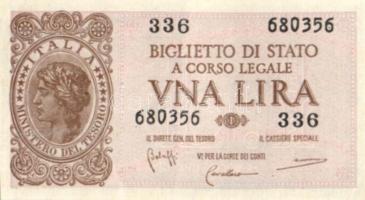 ITALIA
MINISTERO DEL TESORO
336 680356
BIGLIETTO DI STATO
A CORSO LEGALE
VNA LIRA
680356 336
IL DIRETT. GEN. DEL TESORO IL CASSIERE SPECIALE
Vº PER LA CORTE DEI CONTI